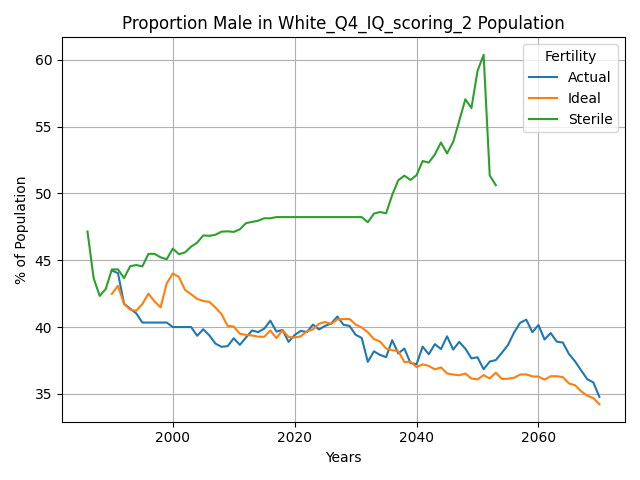 Proportion Male in White_Q4_IQ_scoring_2 Population
Fertility
Actual
Ideal
Sterile
% of Population
60
55
50
45
40
35
2000
2020
2040
2060
Years